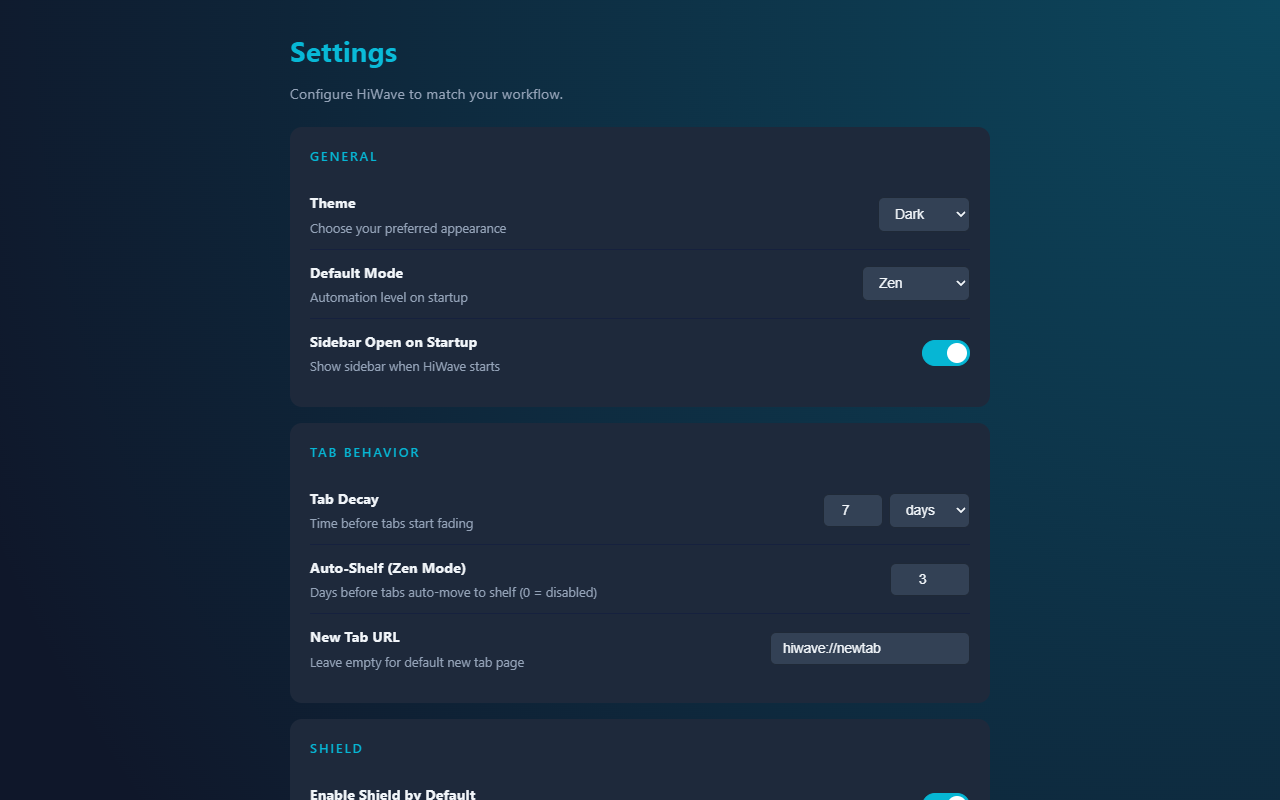 Settings
Configure HiWave to match your workflow.
GENERAL
Theme
Choose your preferred appearance
Dark
Default Mode
Automation level on startup
Zen
Sidebar Open on Startup
Show sidebar when HiWave starts
TAB BEHAVIOR
Tab Decay
Time before tabs start fading
7
days
Auto-Shelf (Zen Mode)
Days before tabs auto-move to shelf (0 = disabled)
3
New Tab URL
Leave empty for default new tab page
hiwave://newtab
SHIELD
Enable Shield by Default